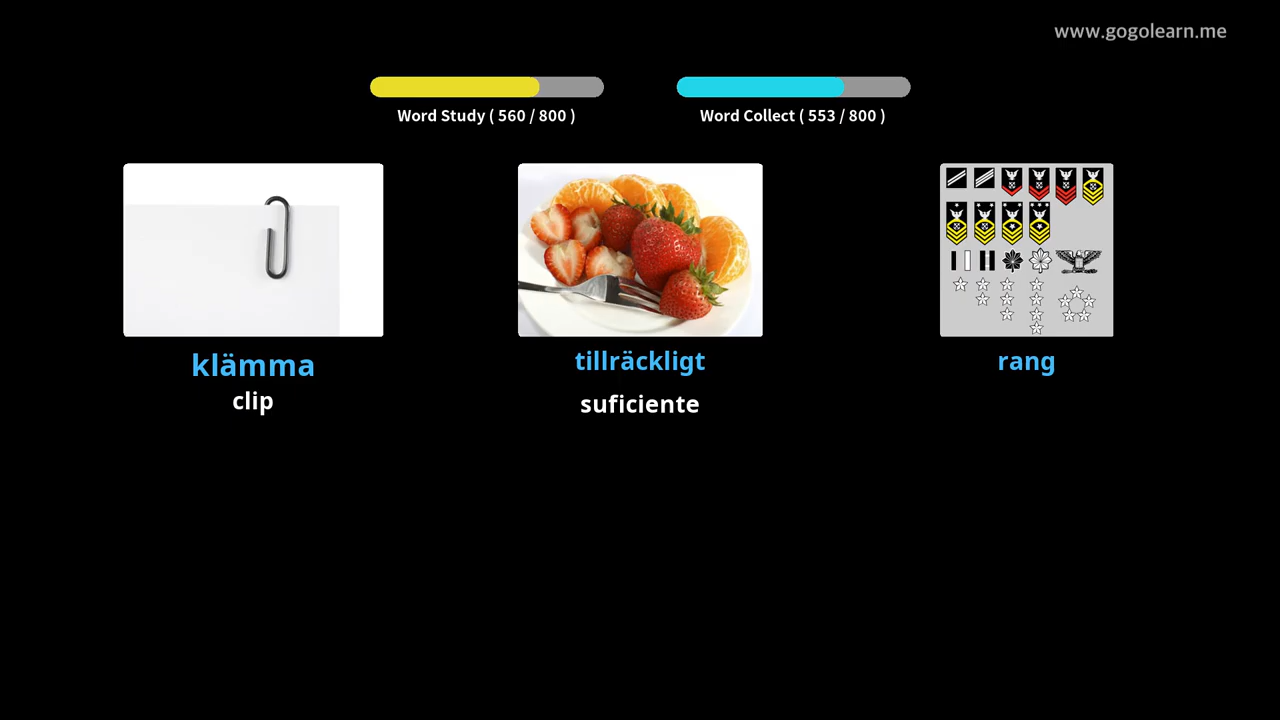 www.gogolearn.me
Word Study ( 560 / 800 )
Word Collect ( 553 / 800 )
klämma
clip
tillräckligt
suficiente
rang